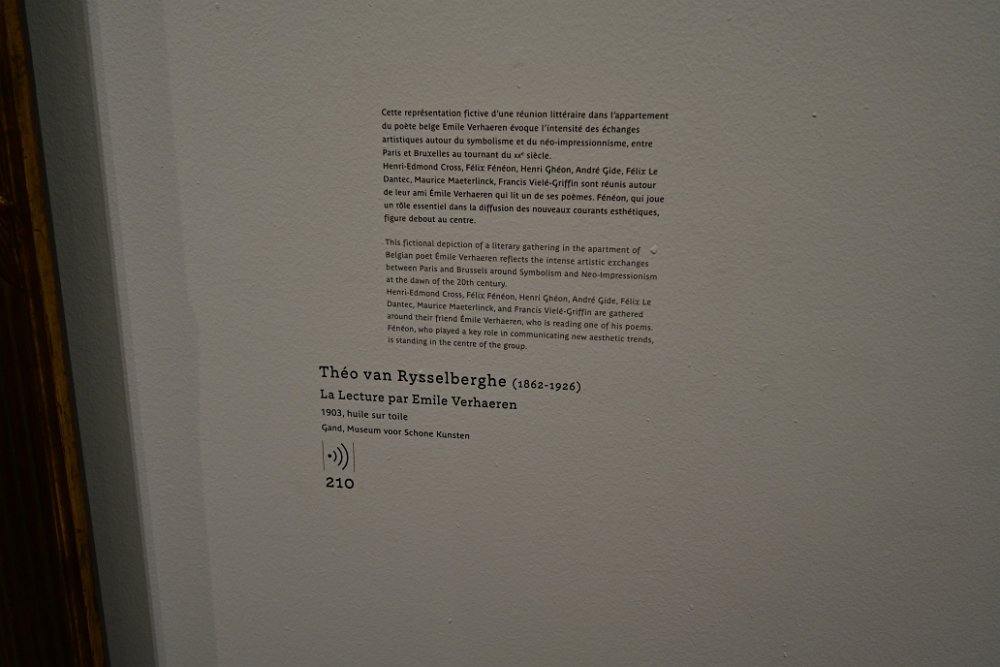 Cette représentation fictive d'une réunion littéraire dans l'appartement
du poète belge Emile Verhaeren évoque l'intensité des échanges
artistiques autour du symbolisme et du néo-impressionnisme, entre
Paris et Bruxelles au tournant du XXe siècle.
Henri-Edmond Cross, Félix Fénéon, Henri Ghéon, André Gide, Félix Le
Dantec, Maurice Maeterlinck, Francis Vielé-Griffin sont réunis autour
de leur ami Émile Verhaeren qui lit un de ses poèmes. Fénéon, qui joue
un rôle essentiel dans la diffusion des nouveaux courants esthétiques,
figure debout au centre.
This fictional depiction of a literary gathering in the apartment of
Belgian poet Émile Verhaeren reflects the intense artistic exchanges
between Paris and Brussels around Symbolism and Neo-Impressionism
at the dawn of the 20th century.
Henri-Edmond Cross, Félix Fénéon, Henri Ghéon, André Gide, Félix Le
Dantec, Maurice Maeterlinck, and Francis Vielé-Griffin are gathered
around their friend Émile Verhaeren, who is reading one of his poems.
Fénéon, who played a key role in communicating new aesthetic trends,
is standing in the centre of the group.
Théo van Rysselberghe (1862-1926)
La Lecture par Emile Verhaeren
1903, huile sur toile
Gand, Museum voor Schone Kunsten
210